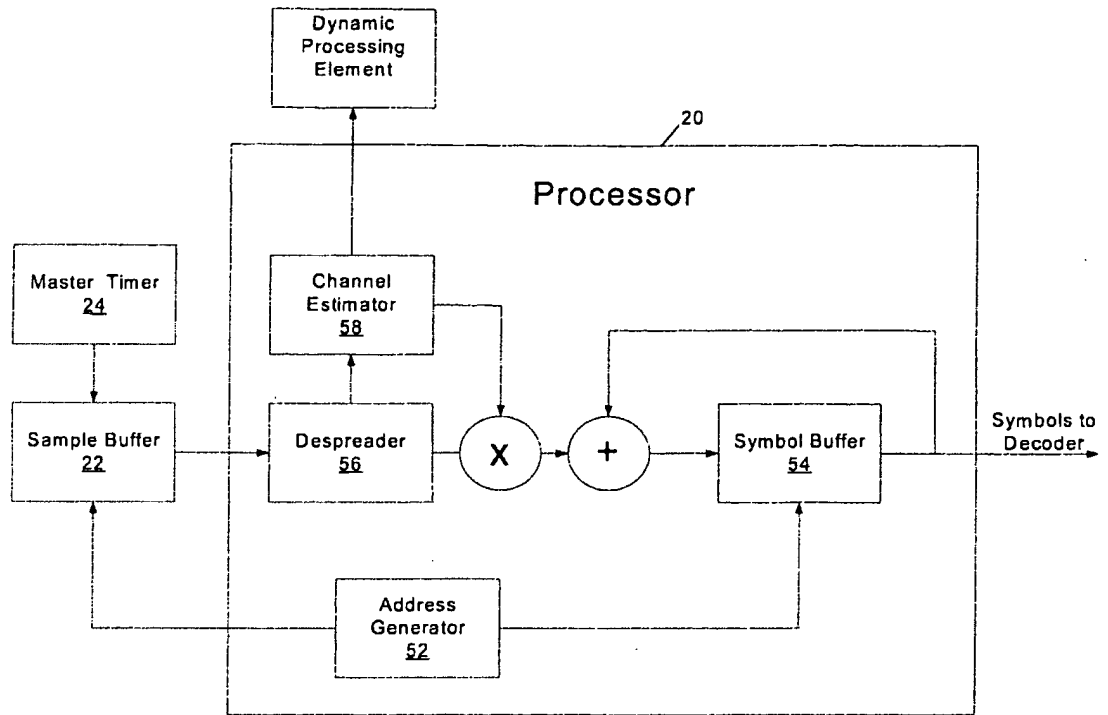 Dynamic
Processing
Element
20
Processor
Master Timer
24
Channel
Estimator
58
Sample Buffer
22
Despreader
56
X
+
Symbol Buffer
54
Symbols to
Decoder
Address
Generator
52